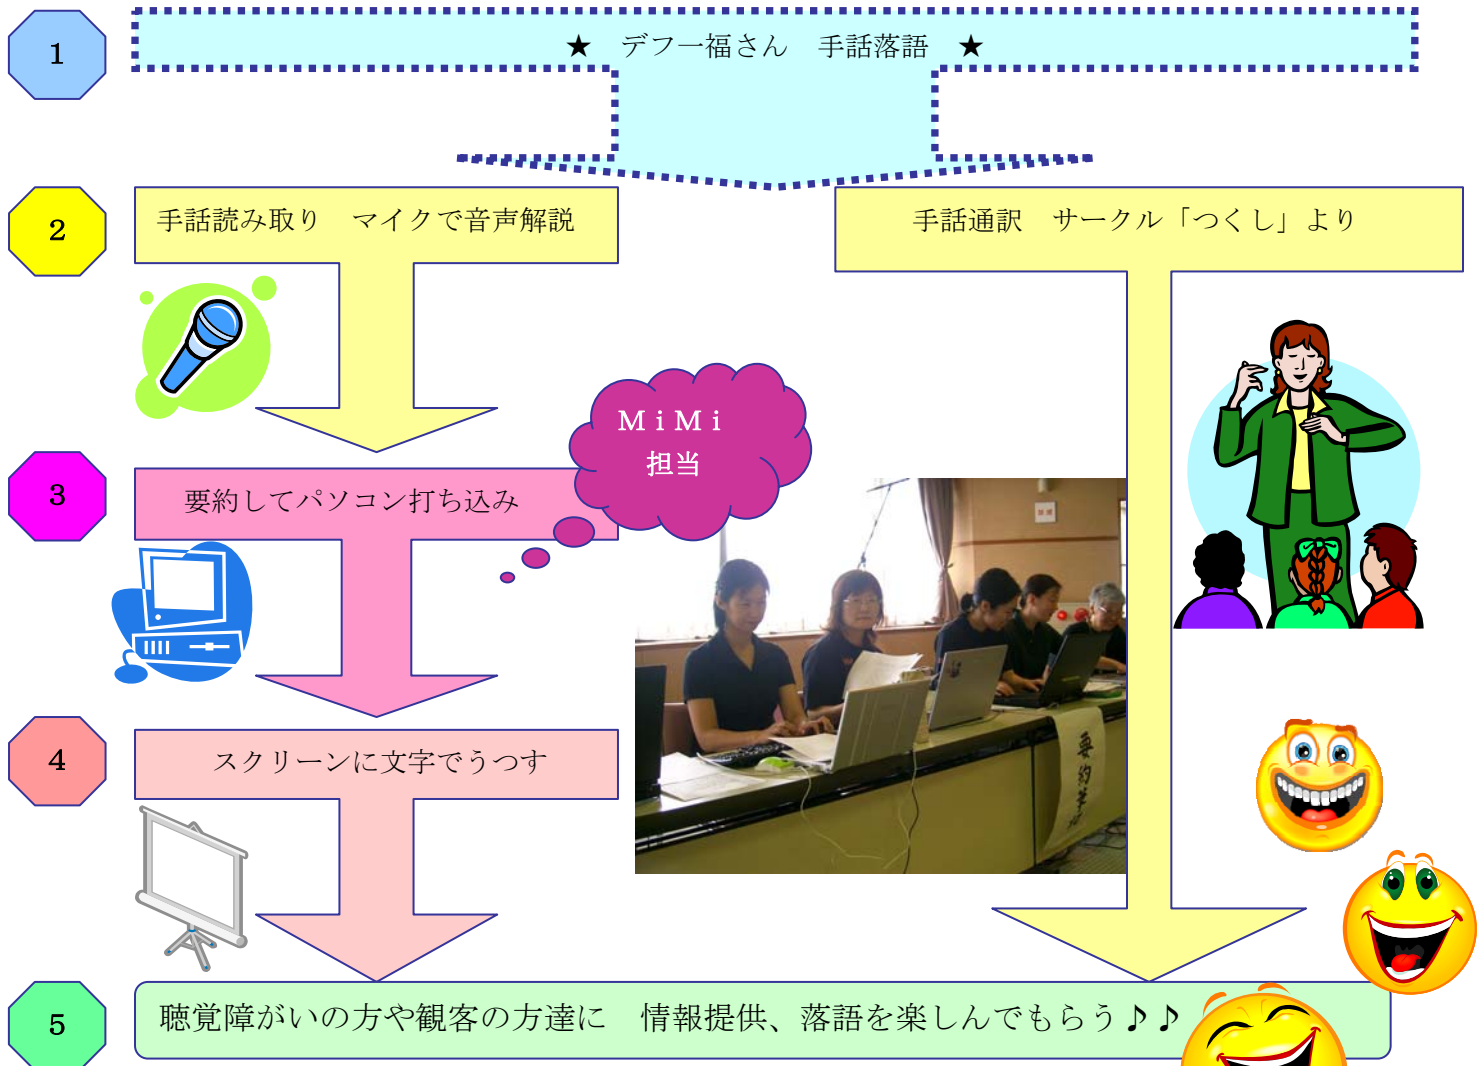 1
★　デフ一福さん　手話落語　★
2
手話読み取り　マイクで音声解説
手話通訳　サークル「つくし」より
ＭｉＭｉ
担当
3
要約してパソコン打ち込み
要約筆記
4
スクリーンに文字でうつす
5
聴覚障がいの方や観客の方達に　情報提供、落語を楽しんでもらう♪♪